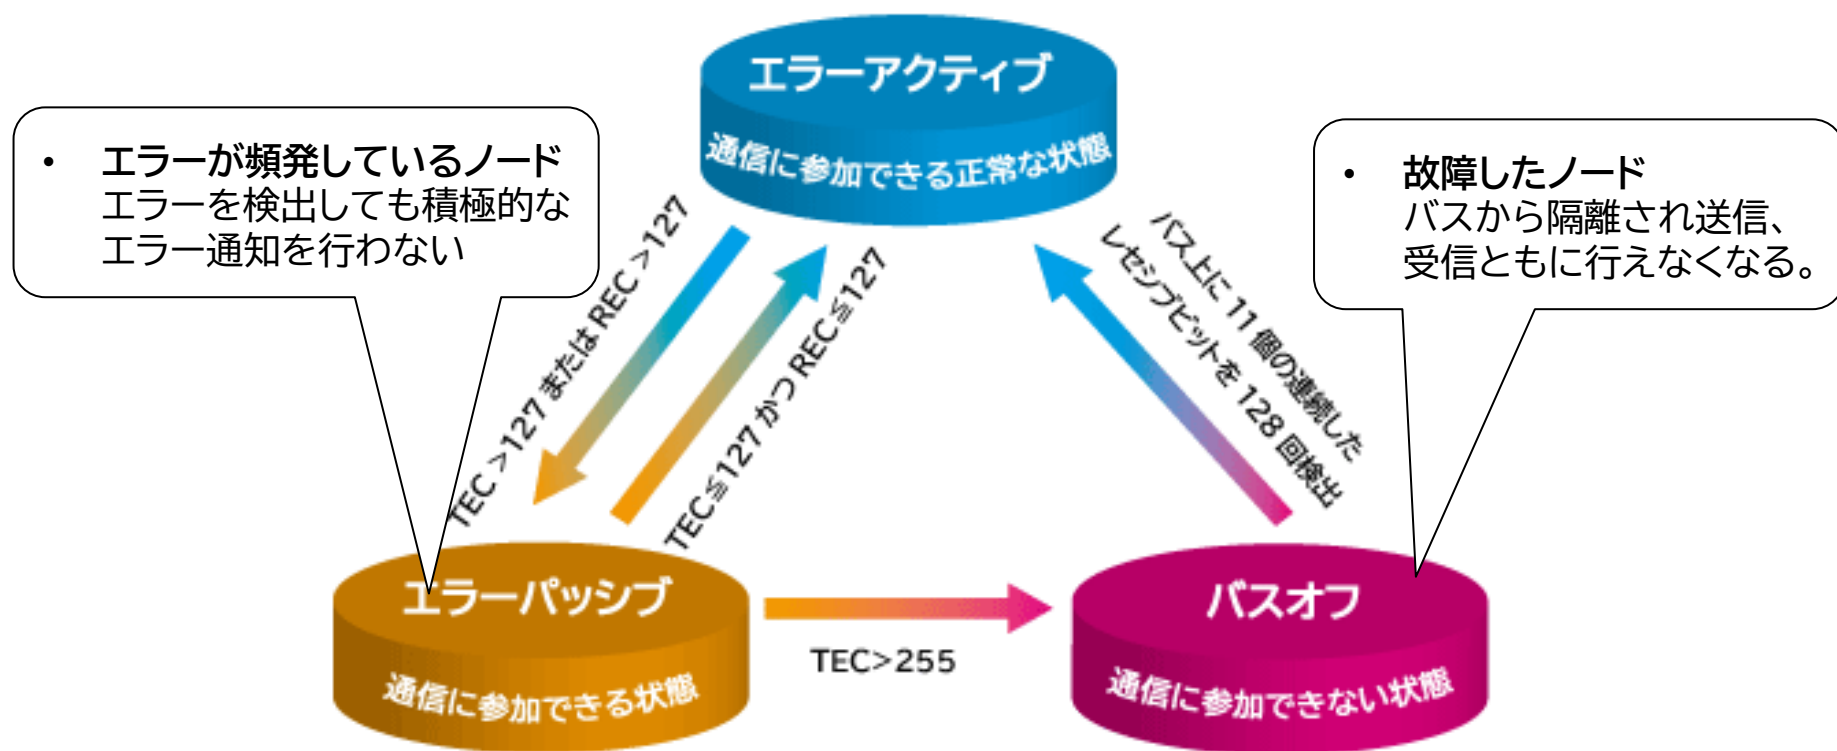 エラーアクティブ
通信に参加できる正常な状態
• エラーが頻発しているノード
エラーを検出しても積極的な
エラー通知を行わない
• 故障したノード
バスから隔離され送信、
受信ともに行えなくなる。
TEC>127 または REC>127
TEC≦127 かつ REC≦127
バス上に 11 個の連続した
レセシブビットを 128 回検出
エラーパッシブ
通信に参加できる状態
TEC>255
バスオフ
通信に参加できない状態